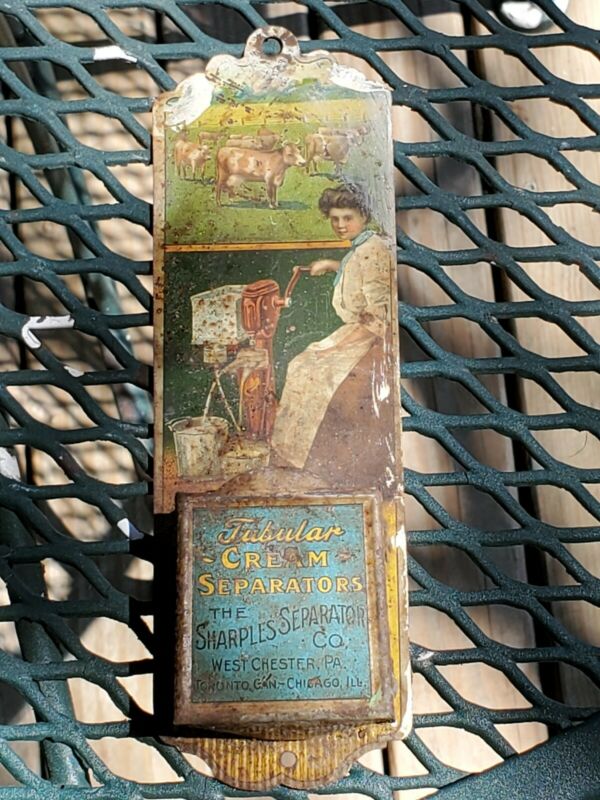 Tubular
- CREAM -
SEPARATORS
THE
SHARPLES SEPARATOR
CO.
WEST CHESTER, PA.
TORONTO, CAN.- CHICAGO, ILL.